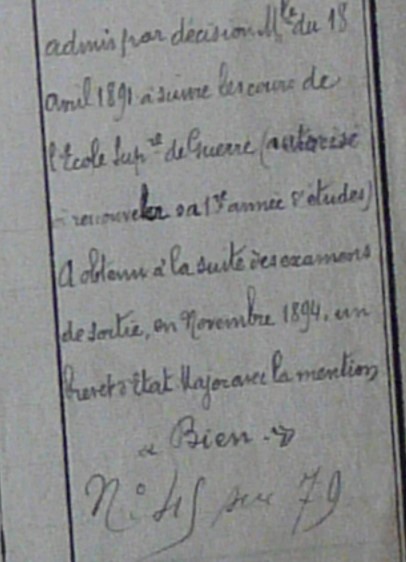 admis par décision Mlle du 18
avril 1891 à suivre les cours de
l'Ecole Supre de Guerre (autorisé
à renouveler sa 1re année d'études)
A obtenu à la suite des examens
de sortie, en Novembre 1894, un
brevet d'Etat Major avec la mention
« Bien. »
N° 45 sur 79